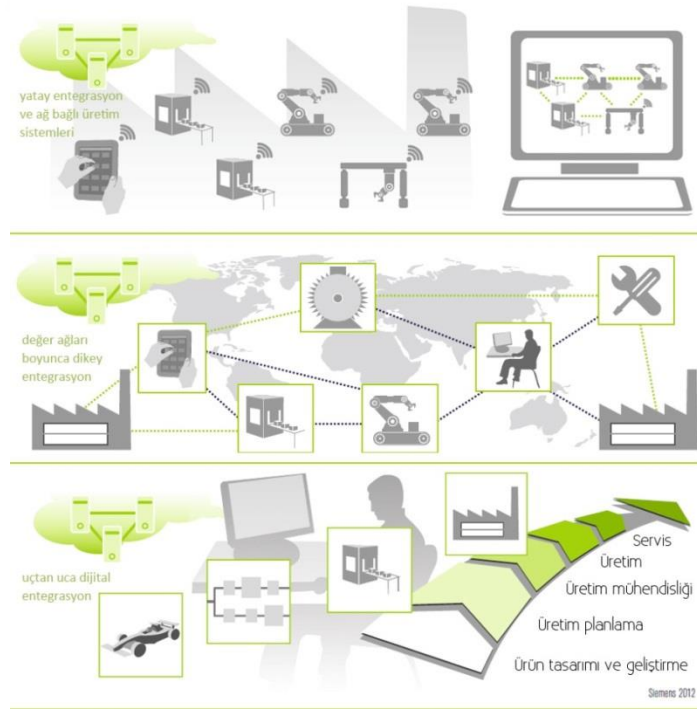 yatay entegrasyon
ve ağ bağlı üretim
sistemleri
değer ağları
boyunca dikey
entegrasyon
uçtan uca dijital
entegrasyon
Servis
Üretim
Üretim mühendisliği
Üretim planlama
Ürün tasarımı ve geliştirme
Siemens 2012